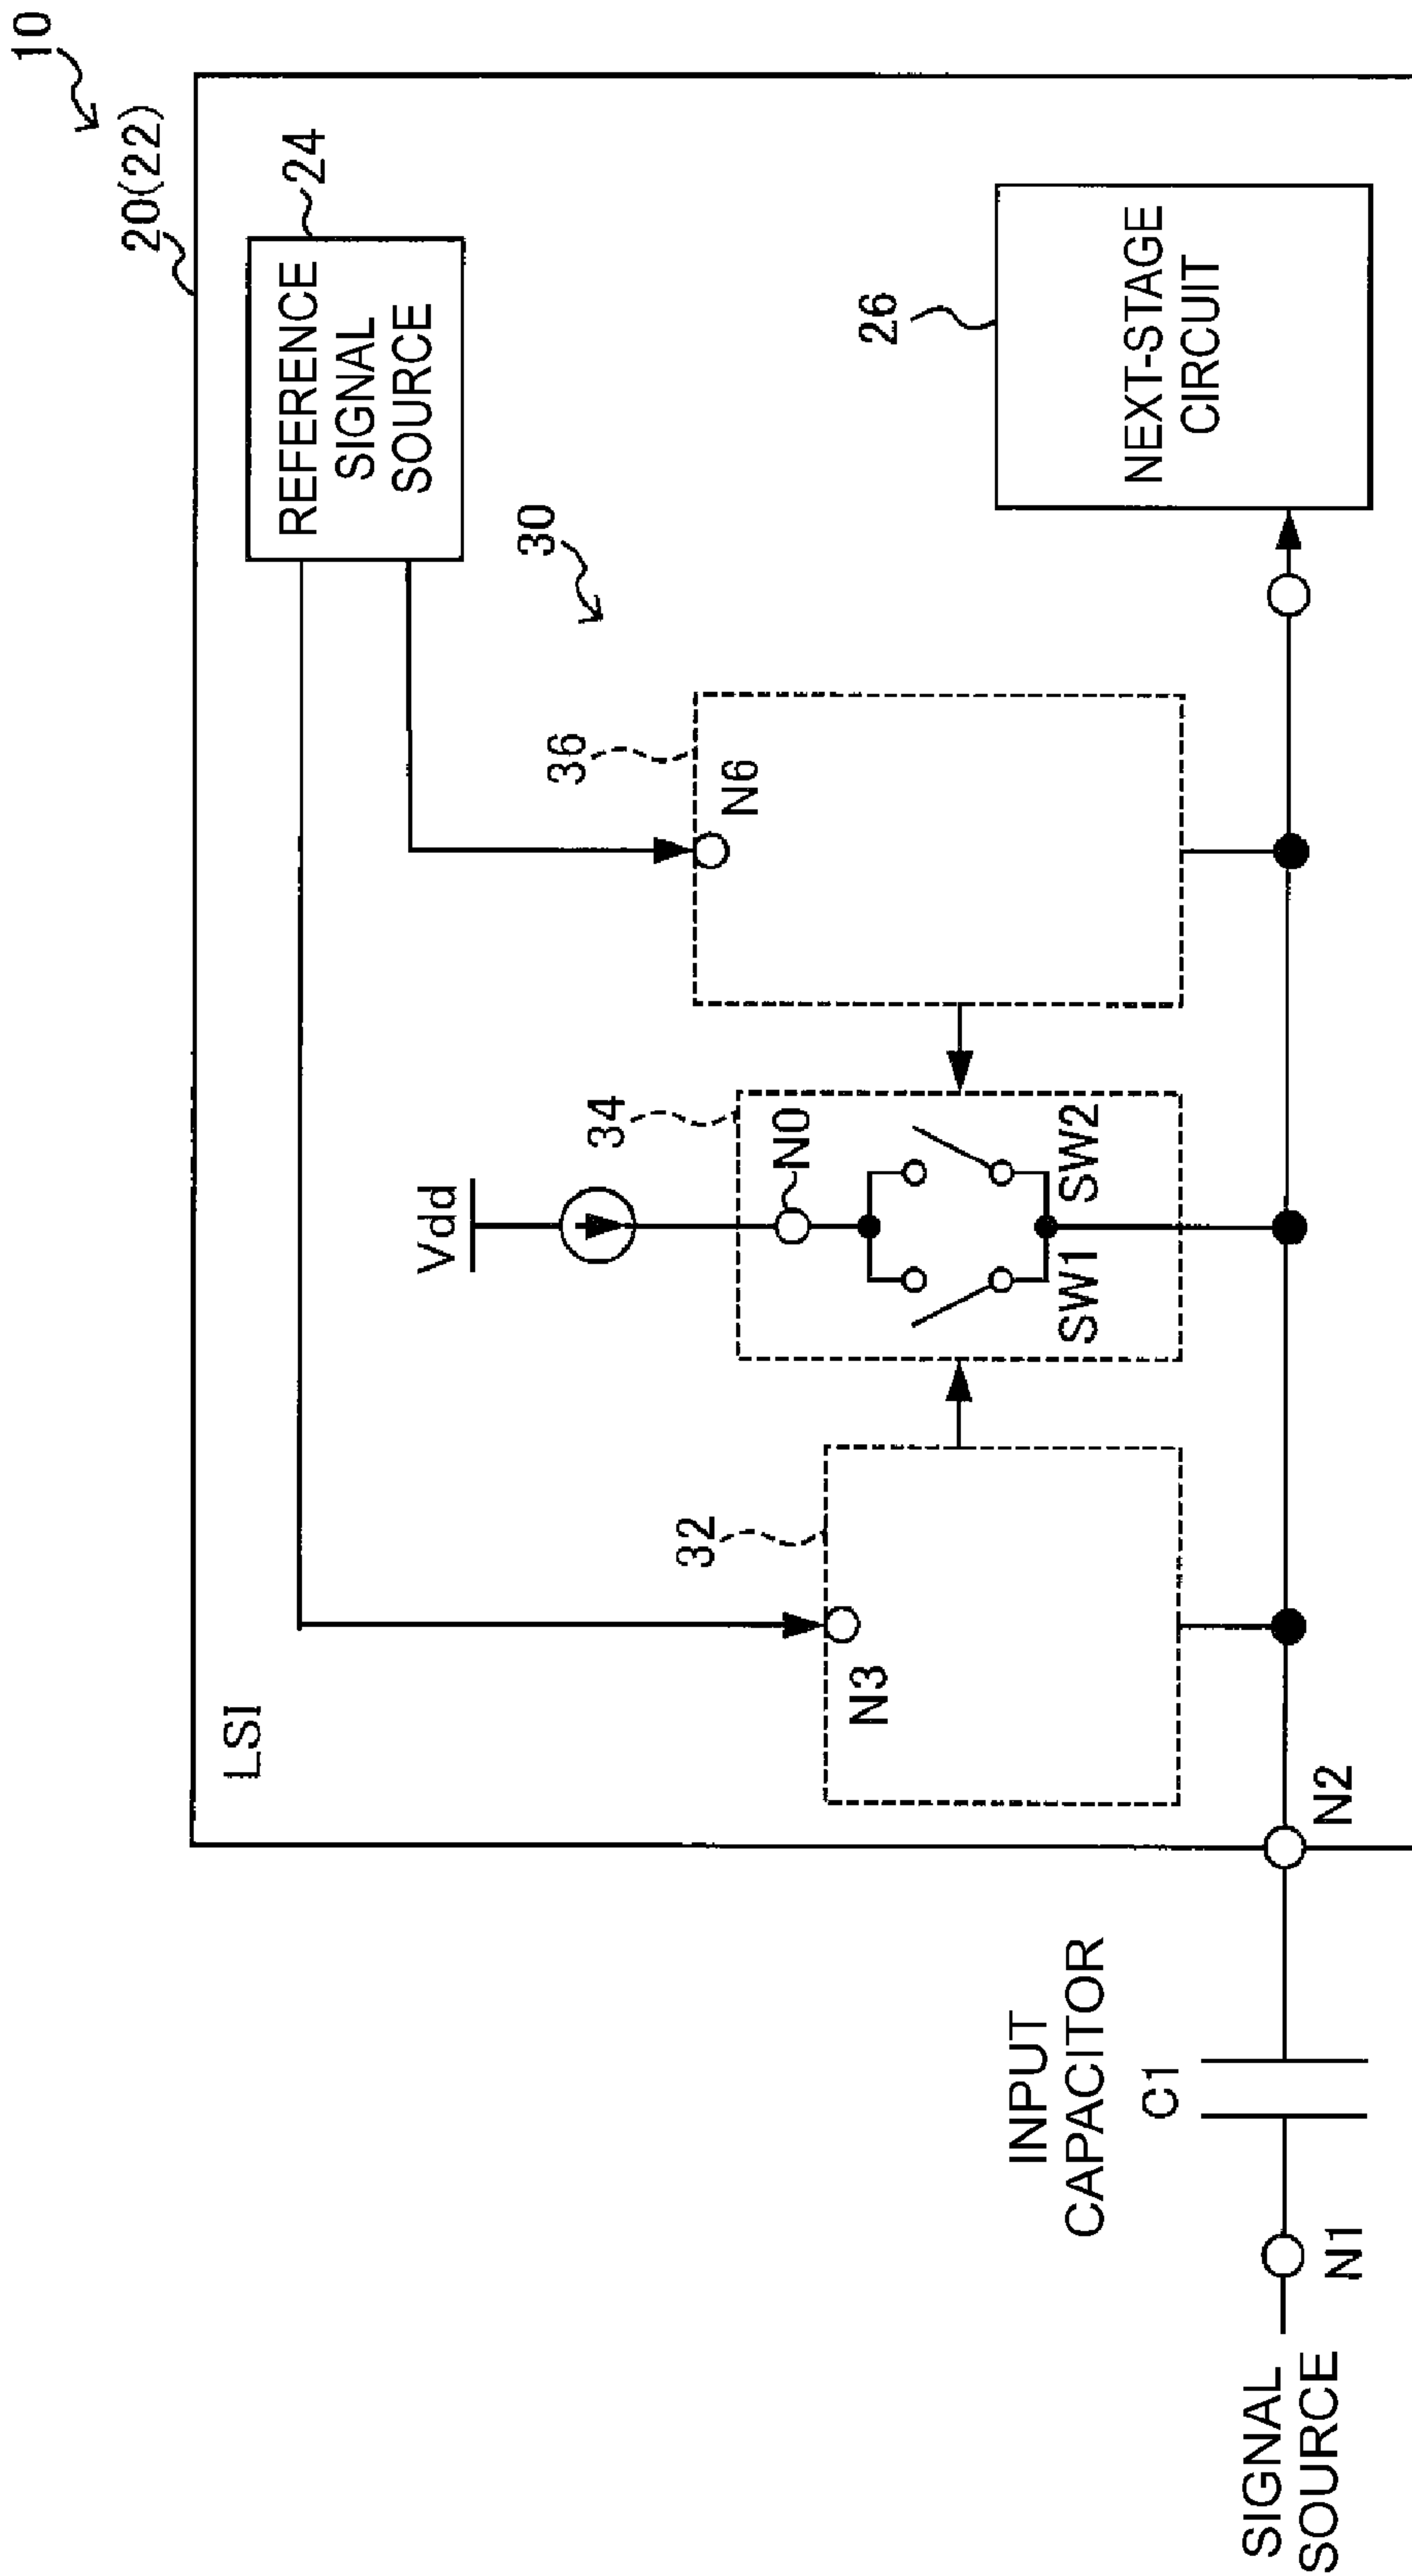 10
20(22)
LSI
REFERENCE
SIGNAL
SOURCE
24
30
Vdd
32
34
36
N3
N0
N6
SW1
SW2
26
NEXT-STAGE
CIRCUIT
INPUT
CAPACITOR
C1
N1
N2
SIGNAL
SOURCE